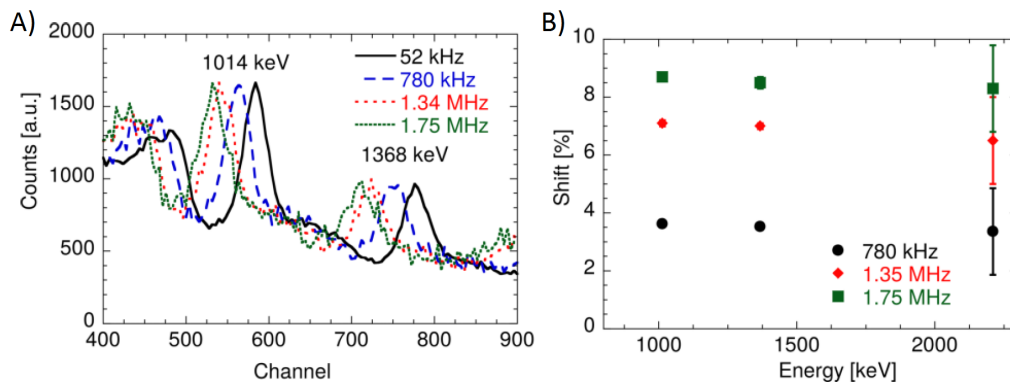 A)
2000
1500
1000
500
0
Counts [a.u.]
1014 keV
1368 keV
52 kHz
780 kHz
1.34 MHz
1.75 MHz
400 500 600 700 800 900
Channel
B)
10
8
6
4
2
0
Shift [%]
780 kHz
1.35 MHz
1.75 MHz
1000 1500 2000
Energy [keV]